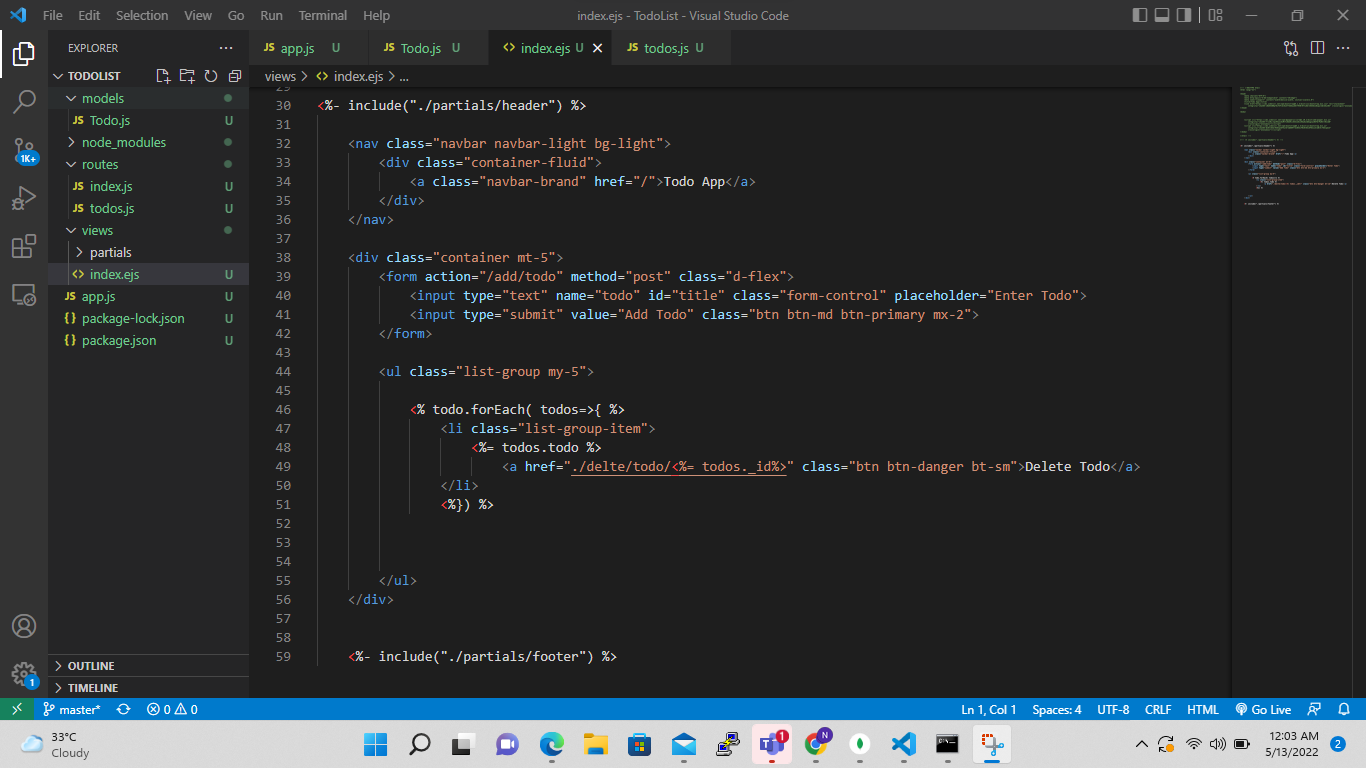 File Edit Selection View Go Run Terminal Help index.ejs - TodoList - Visual Studio Code
EXPLORER
TODOLIST
models
Todo.js U
node_modules
routes
index.js U
todos.js U
views
partials
index.ejs U
app.js U
package-lock.json U
package.json U
OUTLINE
TIMELINE
1K+
1
JS app.js U JS Todo.js U <> index.ejs U JS todos.js U
views > <> index.ejs > ...
29
30 <%- include("./partials/header") %>
31
32 <nav class="navbar navbar-light bg-light">
33 <div class="container-fluid">
34 <a class="navbar-brand" href="/">Todo App</a>
35 </div>
36 </nav>
37
38 <div class="container mt-5">
39 <form action="/add/todo" method="post" class="d-flex">
40 <input type="text" name="todo" id="title" class="form-control" placeholder="Enter Todo">
41 <input type="submit" value="Add Todo" class="btn btn-md btn-primary mx-2">
42 </form>
43
44 <ul class="list-group my-5">
45
46 <% todo.forEach( todos=>{ %>
47 <li class="list-group-item">
48 <%= todos.todo %>
49 <a href="./delte/todo/<%= todos._id%>" class="btn btn-danger bt-sm">Delete Todo</a>
50 </li>
51 <%}) %>
52
53
54
55 </ul>
56 </div>
57
58
59 <%- include("./partials/footer") %>
master* 0 0 Ln 1, Col 1 Spaces: 4 UTF-8 CRLF HTML Go Live
33°C
Cloudy
1
N
12:03 AM
5/13/2022
2